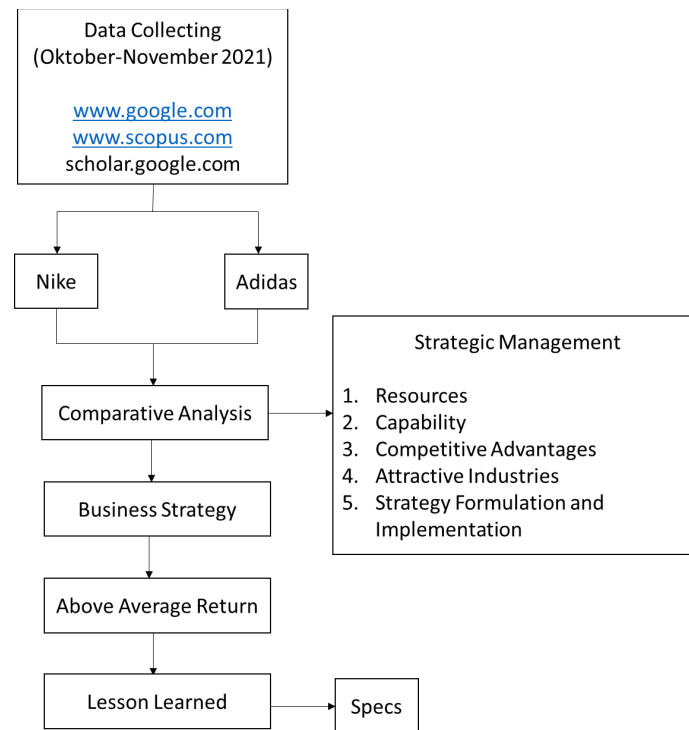 Data Collecting
(Oktober-November 2021)
www.google.com
www.scopus.com
scholar.google.com
Nike
Adidas
Strategic Management
1. Resources
2. Capability
3. Competitive Advantages
4. Attractive Industries
5. Strategy Formulation and
Implementation
Comparative Analysis
Business Strategy
Above Average Return
Lesson Learned
Specs